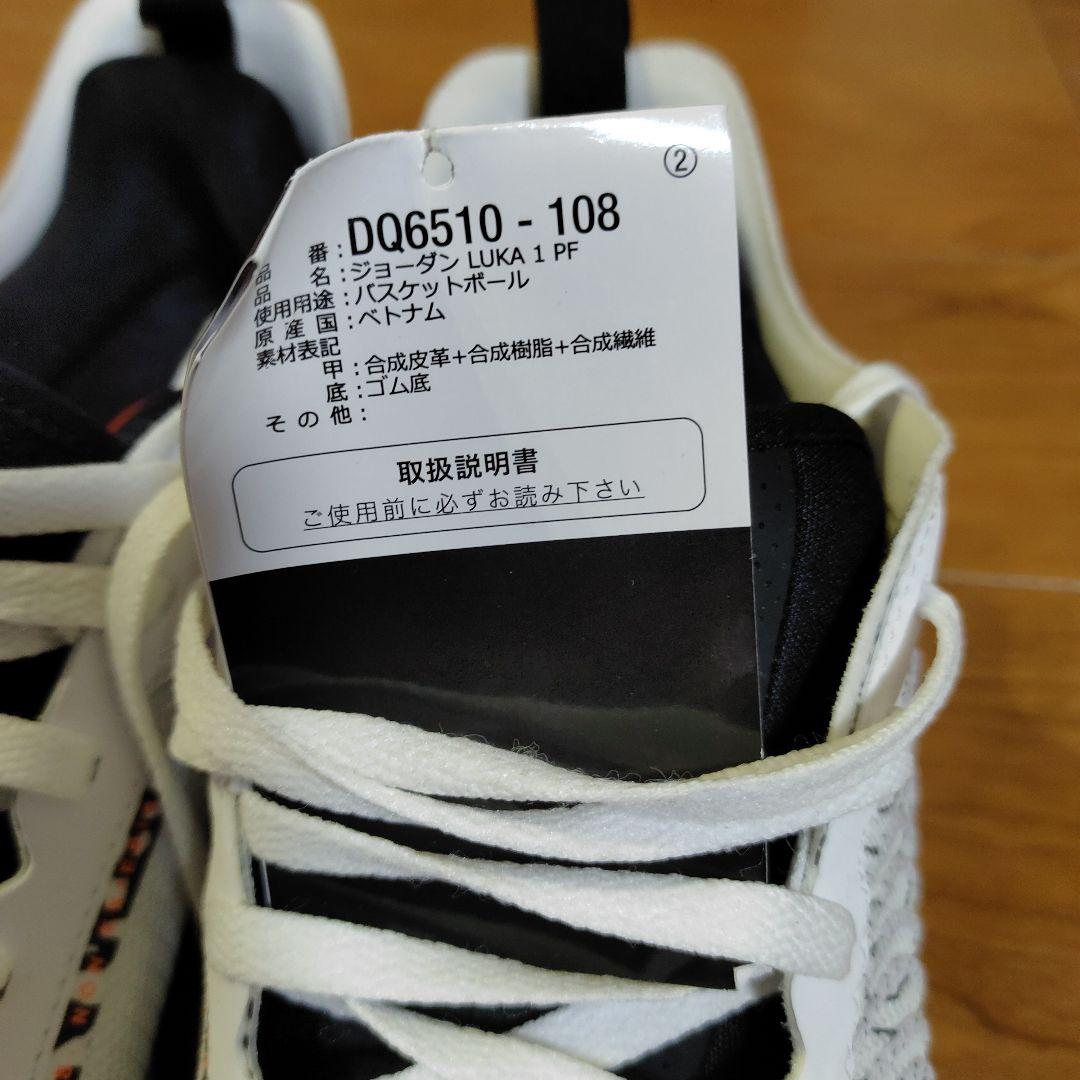 ②
品番：DQ6510 - 108
品名：ジョーダン LUKA 1 PF
使用用途：バスケットボール
原産国：ベトナム
素材表記
甲：合成皮革＋合成樹脂＋合成繊維
底：ゴム底
その他：
取扱説明書
ご使用前に必ずお読み下さい